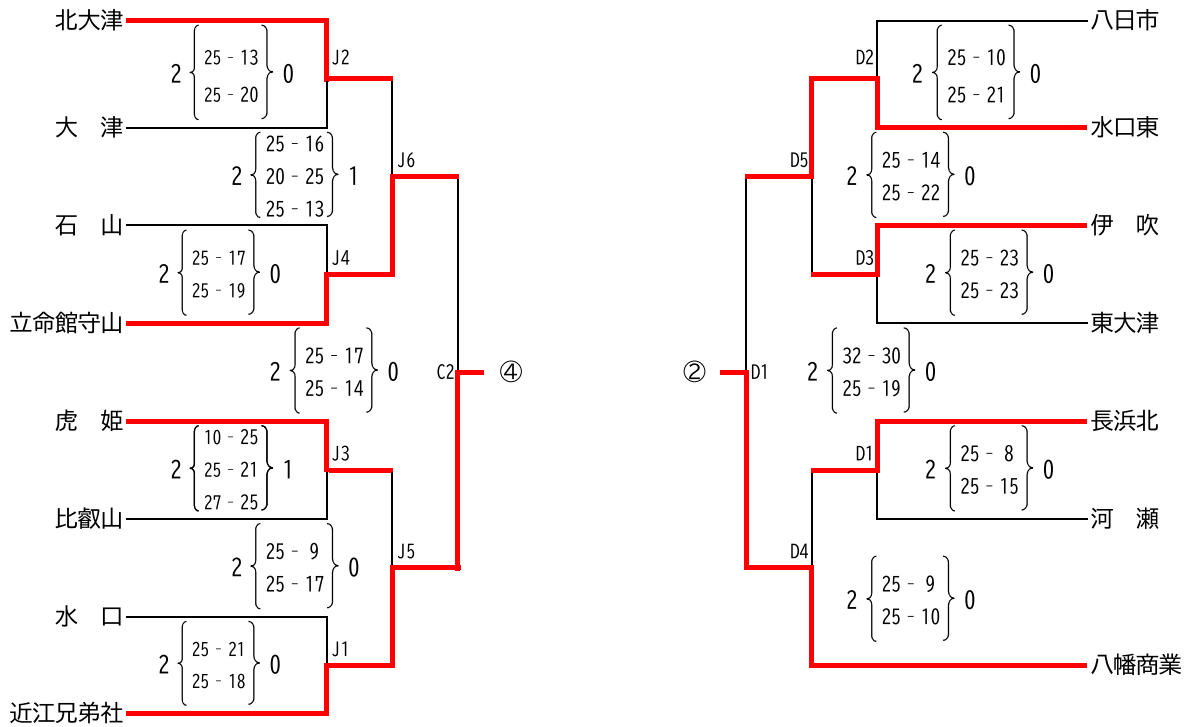 北大津
J2
2 25 - 13 0
25 - 20
大　津
2 25 - 16 1
20 - 25
25 - 13
J6
石　山
J4
2 25 - 17 0
25 - 19
立命館守山
2 25 - 17 0
25 - 14
C2
④
虎　姫
J3
2 10 - 25 1
25 - 21
27 - 25
比叡山
J5
2 25 - 9 0
25 - 17
水　口
J1
2 25 - 21 0
25 - 18
近江兄弟社
八日市
D2
2 25 - 10 0
25 - 21
水口東
D5
2 25 - 14 0
25 - 22
伊　吹
D3
2 25 - 23 0
25 - 23
東大津
②
D1
2 32 - 30 0
25 - 19
長浜北
D1
2 25 - 8 0
25 - 15
河　瀬
D4
2 25 - 9 0
25 - 10
八幡商業